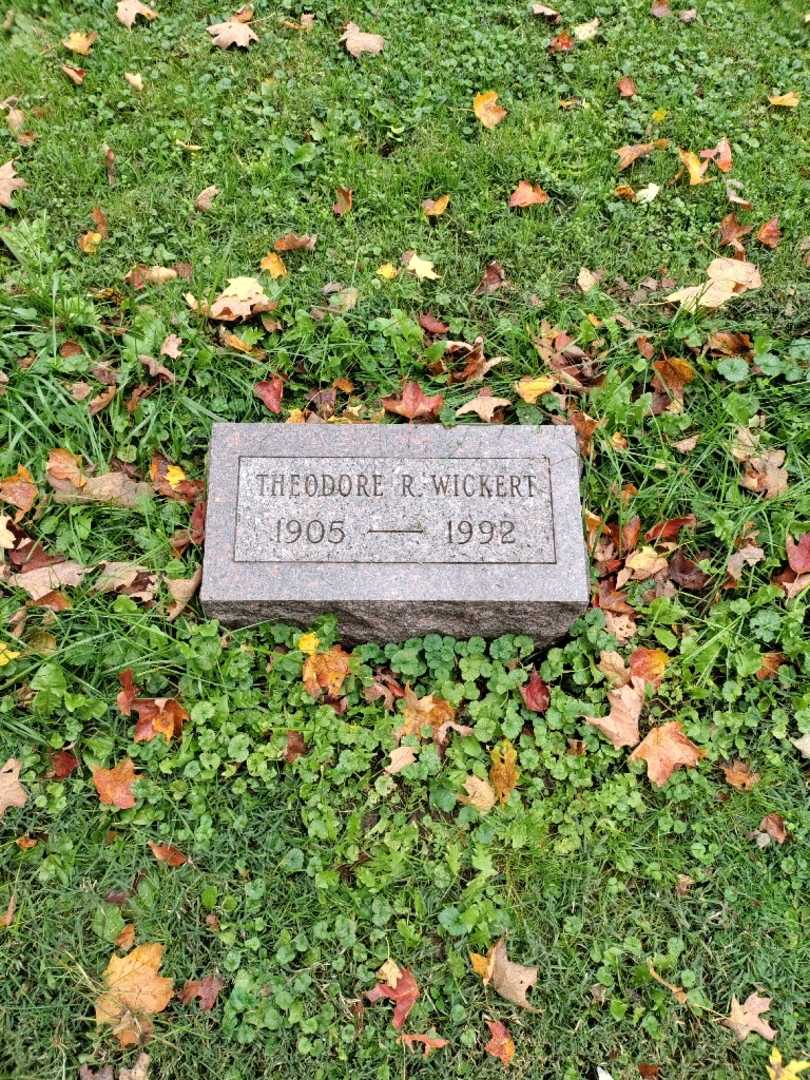 THEODORE R. WICKERT
1905 — 1992